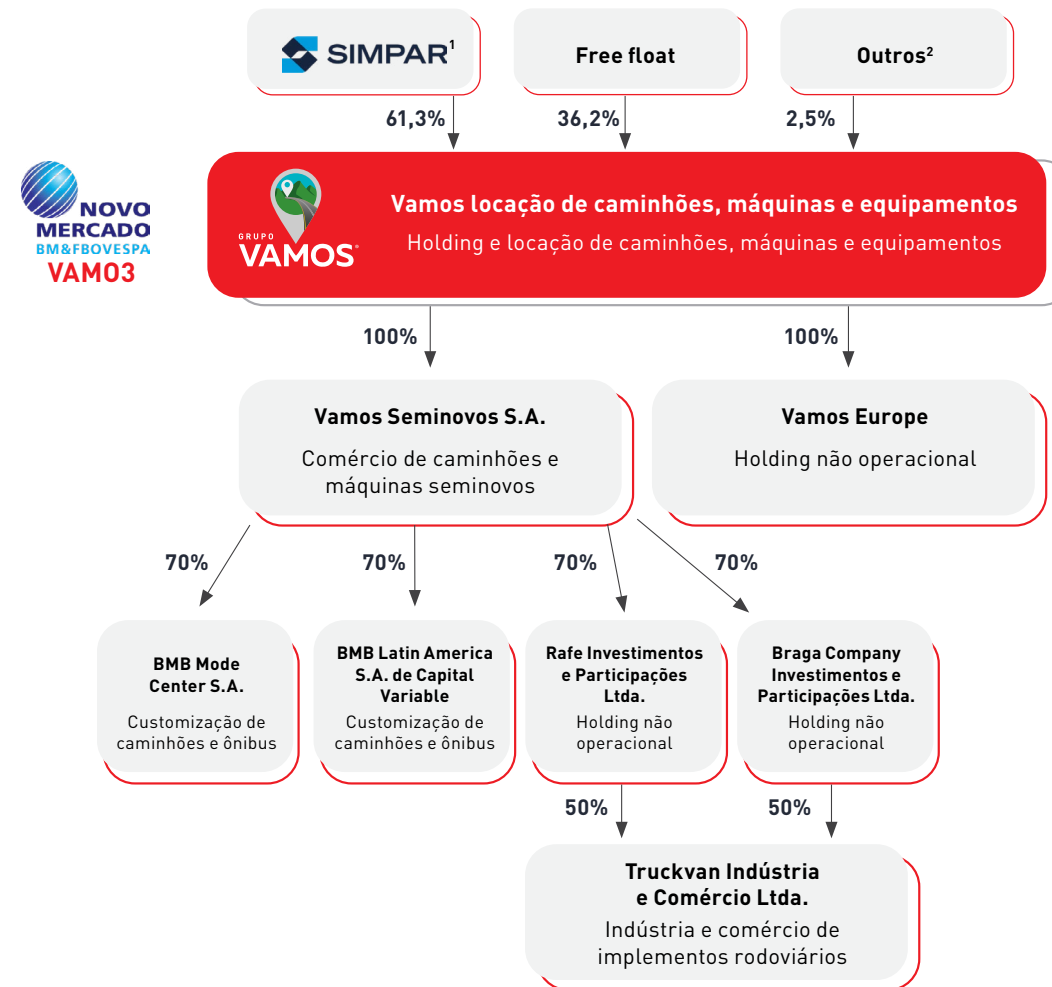 SIMPAR¹
Free float
Outros²
61,3%
36,2%
2,5%
NOVO
MERCADO
BM&FBOVESPA
VAMO3
GRUPO
VAMOS
Vamos locação de caminhões, máquinas e equipamentos
Holding e locação de caminhões, máquinas e equipamentos
100%
100%
Vamos Seminovos S.A.
Comércio de caminhões e
máquinas seminovos
Vamos Europe
Holding não operacional
70%
70%
70%
70%
BMB Mode
Center S.A.
Customização de
caminhões e ônibus
BMB Latin America
S.A. de Capital
Variable
Customização de
caminhões e ônibus
Rafe Investimentos
e Participações
Ltda.
Holding não
operacional
Braga Company
Investimentos e
Participações Ltda.
Holding não
operacional
50%
50%
Truckvan Indústria
e Comércio Ltda.
Indústria e comércio de
implementos rodoviários